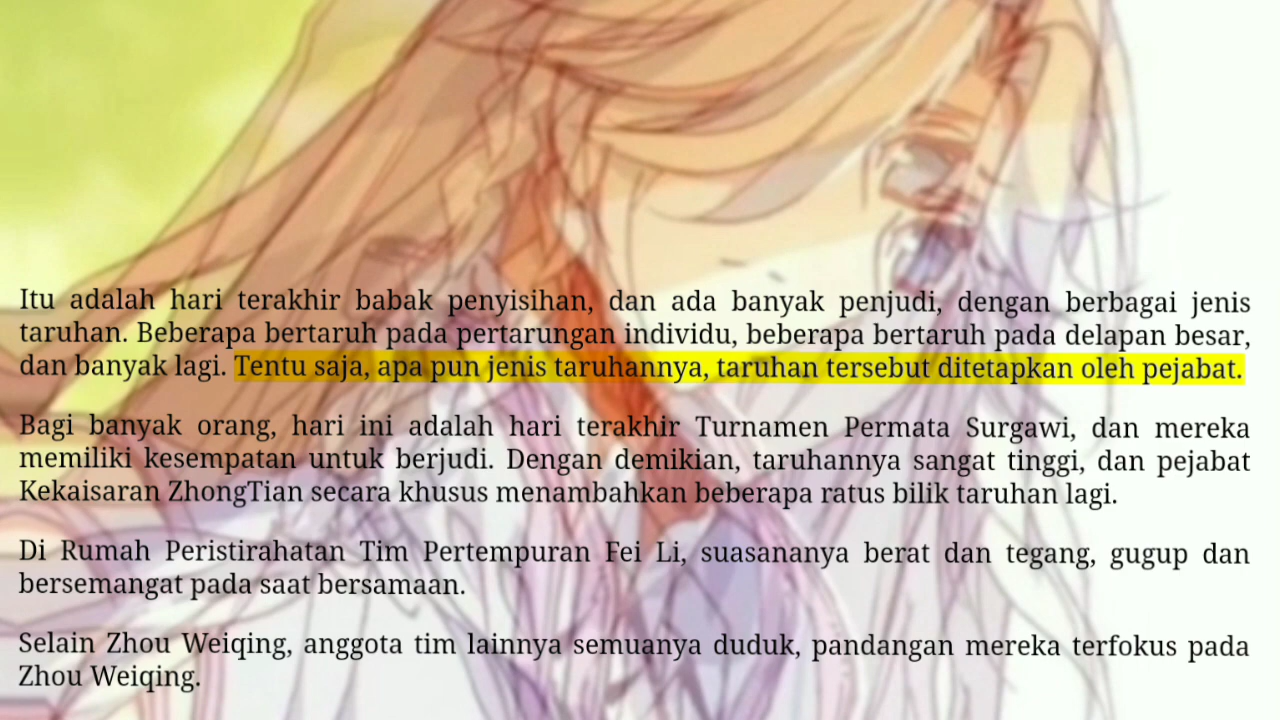 Itu adalah hari terakhir babak penyisihan, dan ada banyak penjudi, dengan berbagai jenis
taruhan. Beberapa bertaruh pada pertarungan individu, beberapa bertaruh pada delapan besar,
dan banyak lagi. Tentu saja, apa pun jenis taruhannya, taruhan tersebut ditetapkan oleh pejabat.
Bagi banyak orang, hari ini adalah hari terakhir Turnamen Permata Surgawi, dan mereka
memiliki kesempatan untuk berjudi. Dengan demikian, taruhannya sangat tinggi, dan pejabat
Kekaisaran ZhongTian secara khusus menambahkan beberapa ratus bilik taruhan lagi.
Di Rumah Peristirahatan Tim Pertempuran Fei Li, suasananya berat dan tegang, gugup dan
bersemangat pada saat bersamaan.
Selain Zhou Weiqing, anggota tim lainnya semuanya duduk, pandangan mereka terfokus pada
Zhou Weiqing.